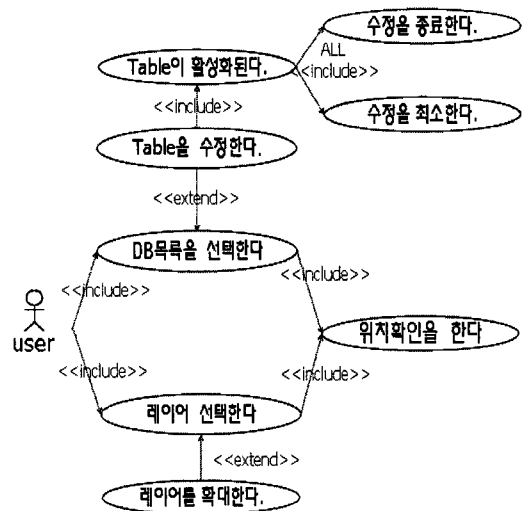 수정을 종료한다.
ALL
Table이 활성화된다.
<<include>>
수정을 최소한다.
<<include>>
Table을 수정한다.
<<extend>>
DB목록을 선택한다
<<include>>
<<include>>
user
위치확인을 한다
<<include>>
<<include>>
레이어 선택한다
<<extend>>
레이어를 확대한다.